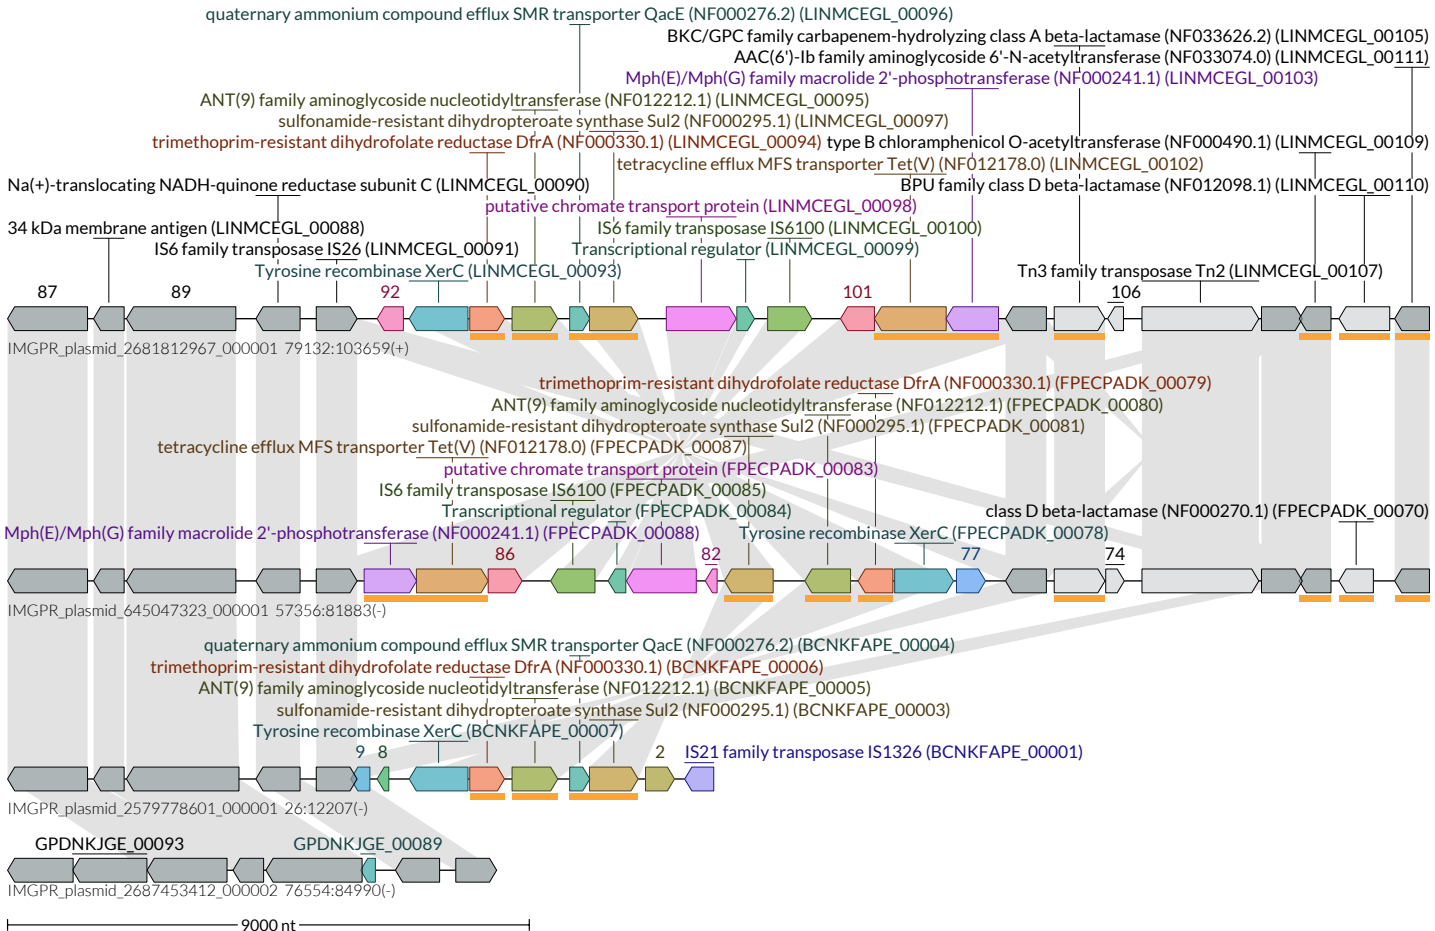 quaternary ammonium compound efflux SMR transporter QacE (NF000276.2) (LINMCEGL_00096)
BKC/GPC family carbapenem-hydrolyzing class A beta-lactamase (NF033626.2) (LINMCEGL_00105)
AAC(6')-Ib family aminoglycoside 6'-N-acetyltransferase (NF033074.0) (LINMCEGL_00111)
Mph(E)/Mph(G) family macrolide 2'-phosphotransferase (NF000241.1) (LINMCEGL_00103)
ANT(9) family aminoglycoside nucleotidyltransferase (NF012212.1) (LINMCEGL_00095)
sulfonamide-resistant dihydropteroate synthase Sul2 (NF000295.1) (LINMCEGL_00097)
trimethoprim-resistant dihydrofolate reductase DfrA (NF000330.1) (LINMCEGL_00094) type B chloramphenicol O-acetyltransferase (NF000490.1) (LINMCEGL_00109)
tetracycline efflux MFS transporter Tet(V) (NF012178.0) (LINMCEGL_00102)
Na(+)-translocating NADH-quinone reductase subunit C (LINMCEGL_00090) BPU family class D beta-lactamase (NF012098.1) (LINMCEGL_00110)
putative chromate transport protein (LINMCEGL_00098)
34 kDa membrane antigen (LINMCEGL_00088) IS6 family transposase IS6100 (LINMCEGL_00100)
IS6 family transposase IS26 (LINMCEGL_00091) Transcriptional regulator (LINMCEGL_00099)
Tyrosine recombinase XerC (LINMCEGL_00093) Tn3 family transposase Tn2 (LINMCEGL_00107)
87 89 92 101 106
IMGPR_plasmid_2681812967_000001 79132:103659(+)
trimethoprim-resistant dihydrofolate reductase DfrA (NF000330.1) (FPECPADK_00079)
ANT(9) family aminoglycoside nucleotidyltransferase (NF012212.1) (FPECPADK_00080)
sulfonamide-resistant dihydropteroate synthase Sul2 (NF000295.1) (FPECPADK_00081)
tetracycline efflux MFS transporter Tet(V) (NF012178.0) (FPECPADK_00087)
putative chromate transport protein (FPECPADK_00083)
IS6 family transposase IS6100 (FPECPADK_00085)
Transcriptional regulator (FPECPADK_00084) class D beta-lactamase (NF000270.1) (FPECPADK_00070)
Mph(E)/Mph(G) family macrolide 2'-phosphotransferase (NF000241.1) (FPECPADK_00088) Tyrosine recombinase XerC (FPECPADK_00078)
86 82 77 74
IMGPR_plasmid_645047323_000001 57356:81883(-)
quaternary ammonium compound efflux SMR transporter QacE (NF000276.2) (BCNKFAPE_00004)
trimethoprim-resistant dihydrofolate reductase DfrA (NF000330.1) (BCNKFAPE_00006)
ANT(9) family aminoglycoside nucleotidyltransferase (NF012212.1) (BCNKFAPE_00005)
sulfonamide-resistant dihydropteroate synthase Sul2 (NF000295.1) (BCNKFAPE_00003)
Tyrosine recombinase XerC (BCNKFAPE_00007)
9 8 2 IS21 family transposase IS1326 (BCNKFAPE_00001)
IMGPR_plasmid_2579778601_000001 26:12207(-)
GPDNKJGE_00093 GPDNKJGE_00089
IMGPR_plasmid_2687453412_000002 76554:84990(-)
9000 nt